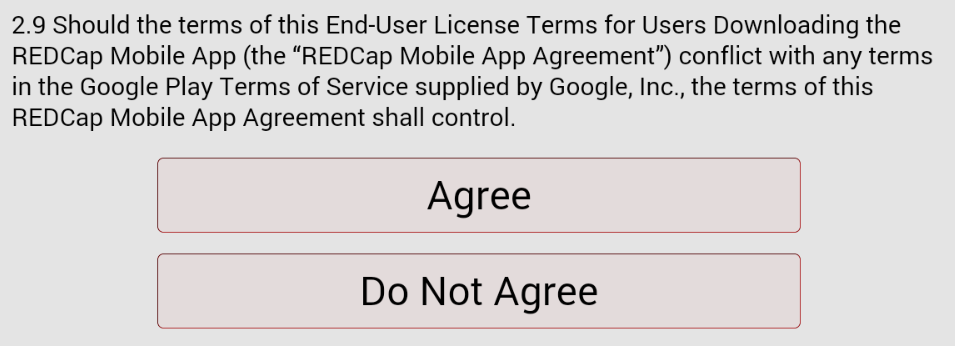 2.9 Should the terms of this End-User License Terms for Users Downloading the
REDCap Mobile App (the “REDCap Mobile App Agreement”) conflict with any terms
in the Google Play Terms of Service supplied by Google, Inc., the terms of this
REDCap Mobile App Agreement shall control.
Agree
Do Not Agree